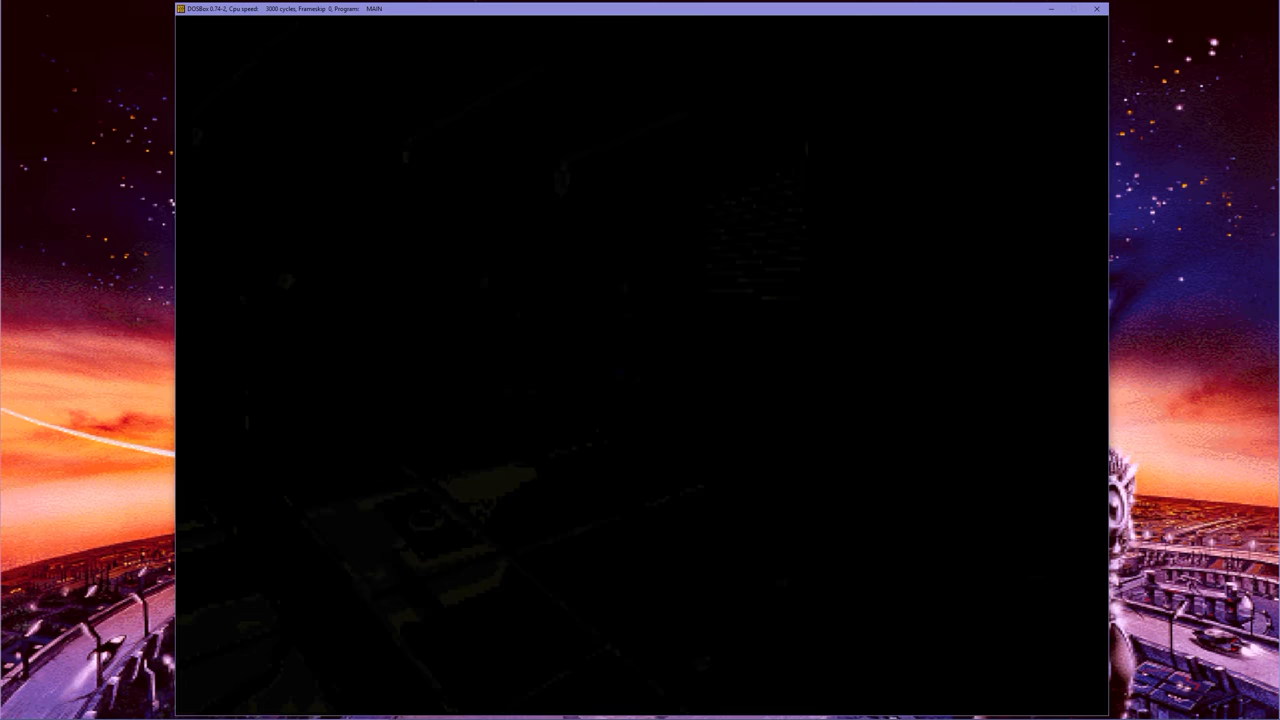 DOSBox 0.74-2, Cpu speed: 3000 cycles, Frameskip 0, Program: MAIN